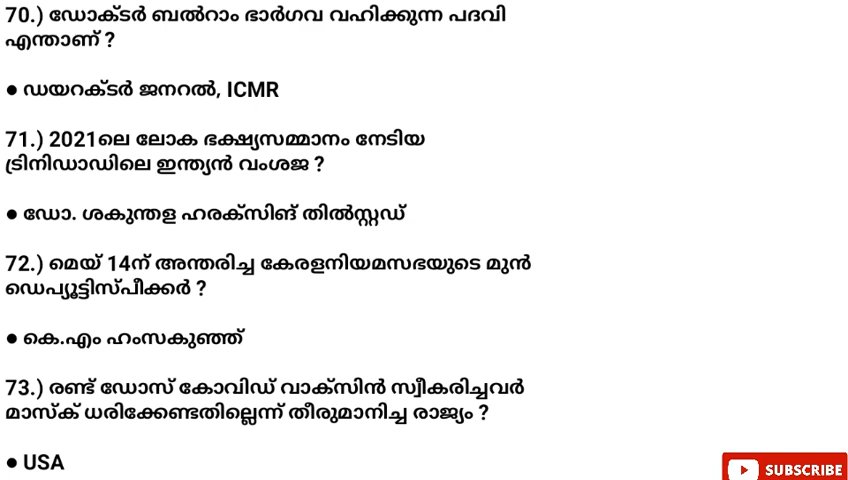 70.) ഡോക്ടർ ബൽറാം ഭാർഗവ വഹിക്കുന്ന പദവി
എന്താണ് ?
● ഡയറക്ടർ ജനറൽ, ICMR
71.) 2021ലെ ലോക ഭക്ഷ്യസമ്മാനം നേടിയ
ട്രിനിഡാഡിലെ ഇന്ത്യൻ വംശജ ?
● ഡോ. ശകുന്തള ഹരക്സിങ് തിൽസ്റ്റഡ്
72.) മെയ് 14ന് അന്തരിച്ച കേരളനിയമസഭയുടെ മുൻ
ഡെപ്യൂട്ടിസ്പീക്കർ ?
● കെ.എം ഹംസകുഞ്ഞ്
73.) രണ്ട് ഡോസ് കോവിഡ് വാക്സിൻ സ്വീകരിച്ചവർ
മാസ്ക് ധരിക്കേണ്ടതില്ലെന്ന് തീരുമാനിച്ച രാജ്യം ?
● USA
SUBSCRIBE